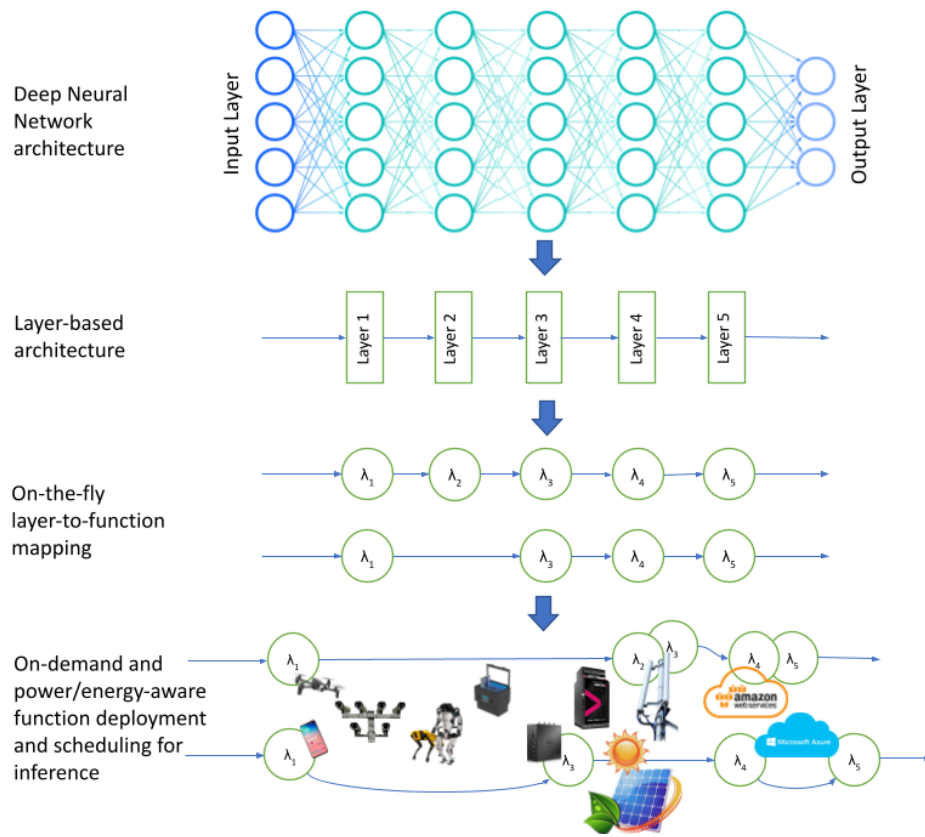 Deep Neural
Network
architecture
Input Layer
Output Layer
Layer-based
architecture
Layer 1
Layer 2
Layer 3
Layer 4
Layer 5
On-the-fly
layer-to-function
mapping
λ1 λ2 λ3 λ4 λ5
λ1 λ3 λ4 λ5
On-demand and
power/energy-aware
function deployment
and scheduling for
inference
λ1 λ2 λ3 λ4 λ5
amazon
web services
Microsoft Azure
λ1 λ3 λ4 λ5